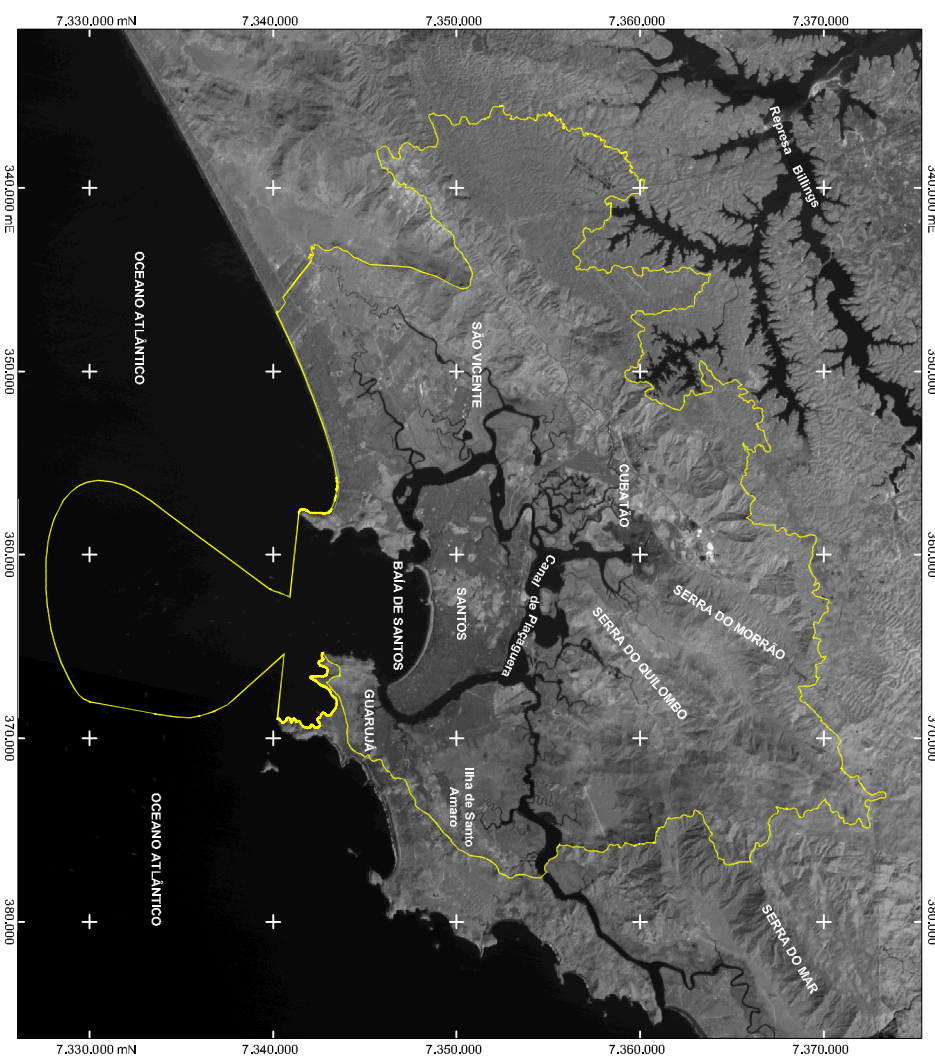 7.330.000 mN
7.340.000
7.350.000
7.360.000
7.370.000
340.000 mE
340.000 mE
Represa Billings
OCEANO ATLÂNTICO
SÃO VICENTE
350.000
350.000
CUBATÃO
360.000
360.000
Canal de Piaçaguera
BAÍA DE SANTOS
SANTOS
SERRA DO MORRÃO
SERRA DO QUILOMBO
GUARUJÁ
370.000
370.000
Ilha de Santo
Amaro
OCEANO ATLÂNTICO
380.000
380.000
SERRA DO MAR
7.330.000 mN
7.340.000
7.350.000
7.360.000
7.370.000